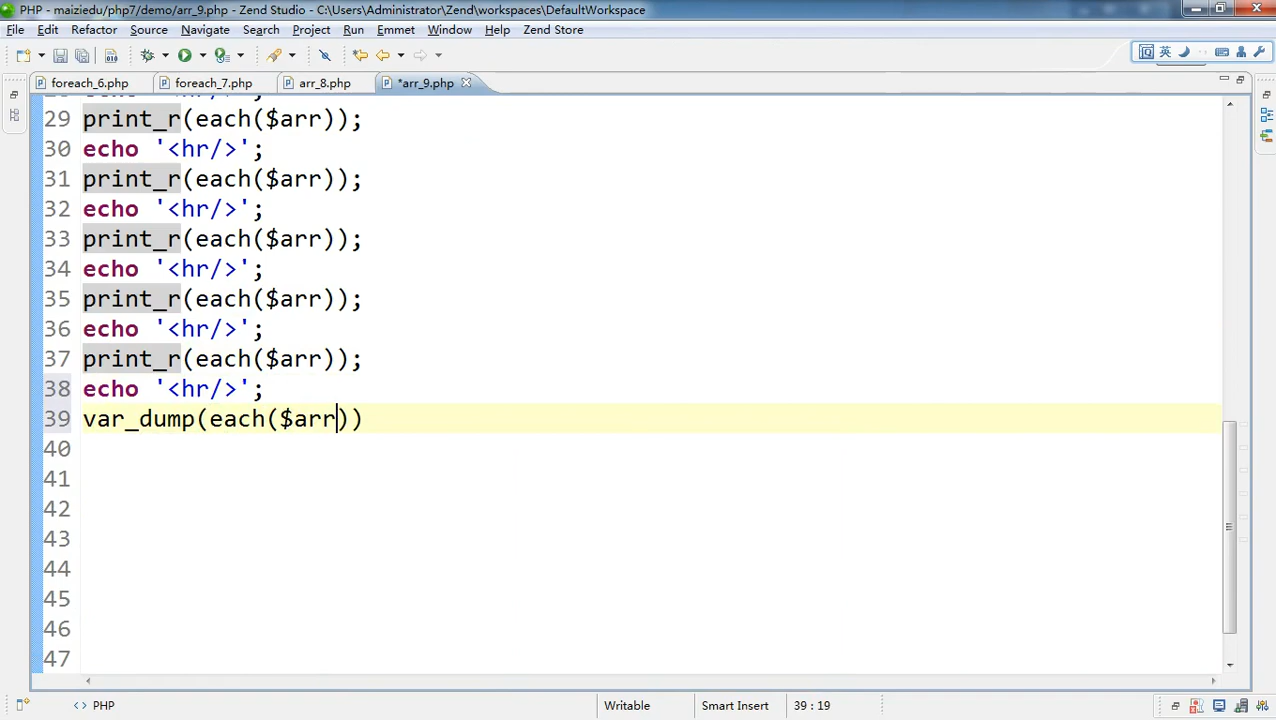 PHP - maiziedu/php7/demo/arr_9.php - Zend Studio - C:\Users\Administrator\Zend\workspaces\DefaultWorkspace
File Edit Refactor Source Navigate Search Project Run Emmet Window Help Zend Store
英
foreach_6.php foreach_7.php arr_8.php *arr_9.php
29 print_r(each($arr));
30 echo '<hr/>';
31 print_r(each($arr));
32 echo '<hr/>';
33 print_r(each($arr));
34 echo '<hr/>';
35 print_r(each($arr));
36 echo '<hr/>';
37 print_r(each($arr));
38 echo '<hr/>';
39 var_dump(each($arr))
40
41
42
43
44
45
46
47
<> PHP Writable Smart Insert 39 : 19